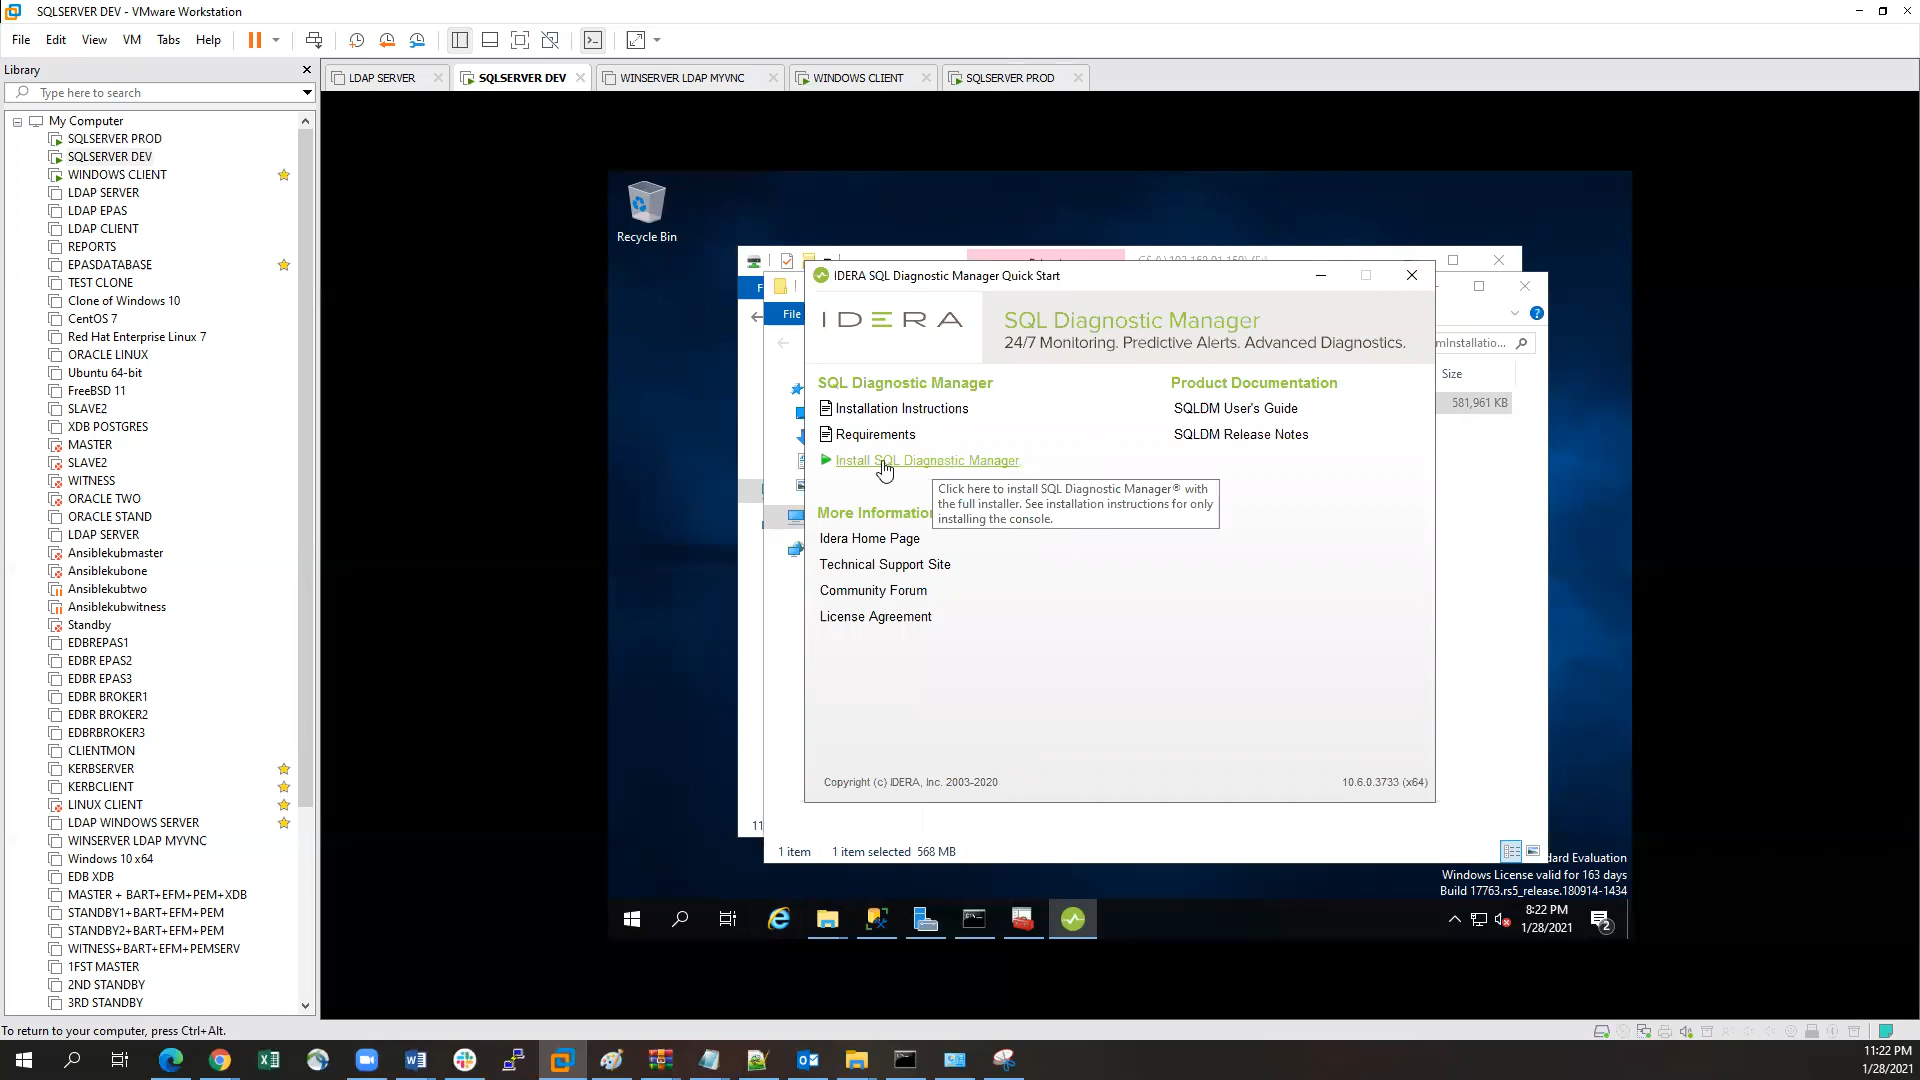 SQLSERVER DEV - VMware Workstation
File Edit View VM Tabs Help
Library
Type here to search
My Computer
SQLSERVER PROD
SQLSERVER DEV
WINDOWS CLIENT
LDAP SERVER
LDAP EPAS
LDAP CLIENT
REPORTS
EPASDATABASE
TEST CLONE
Clone of Windows 10
CentOS 7
Red Hat Enterprise Linux 7
ORACLE LINUX
Ubuntu 64-bit
FreeBSD 11
SLAVE2
XDB POSTGRES
MASTER
SLAVE2
WITNESS
ORACLE TWO
ORACLE STAND
LDAP SERVER
Ansiblekubmaster
Ansiblekubone
Ansiblekubtwo
Ansiblekubwitness
Standby
EDBREPAS1
EDBR EPAS2
EDBR EPAS3
EDBR BROKER1
EDBR BROKER2
EDBRBROKER3
CLIENTMON
KERBSERVER
KERBCLIENT
LINUX CLIENT
LDAP WINDOWS SERVER
WINSERVER LDAP MYVNC
Windows 10 x64
EDB XDB
MASTER + BART+EFM+PEM+XDB
STANDBY1+BART+EFM+PEM
STANDBY2+BART+EFM+PEM
WITNESS+BART+EFM+PEMSERV
1FST MASTER
2ND STANDBY
3RD STANDBY
LDAP SERVER
SQLSERVER DEV
WINSERVER LDAP MYVNC
WINDOWS CLIENT
SQLSERVER PROD
Recycle Bin
F
File
IDERA SQL Diagnostic Manager Quick Start
IDERA
SQL Diagnostic Manager
24/7 Monitoring. Predictive Alerts. Advanced Diagnostics.
SQL Diagnostic Manager
Installation Instructions
Requirements
Install SQL Diagnostic Manager
Click here to install SQL Diagnostic Manager® with
the full installer. See installation instructions for only
installing the console.
More Information
Idera Home Page
Technical Support Site
Community Forum
License Agreement
Product Documentation
SQLDM User's Guide
SQLDM Release Notes
Copyright (c) IDERA, Inc. 2003-2020
10.6.0.3733 (x64)
mInstallatio...
Size
581,961 KB
11
1 item 1 item selected 568 MB
dard Evaluation
Windows License valid for 163 days
Build 17763.rs5_release.180914-1434
8:22 PM
1/28/2021
2
To return to your computer, press Ctrl+Alt.
11:22 PM
1/28/2021